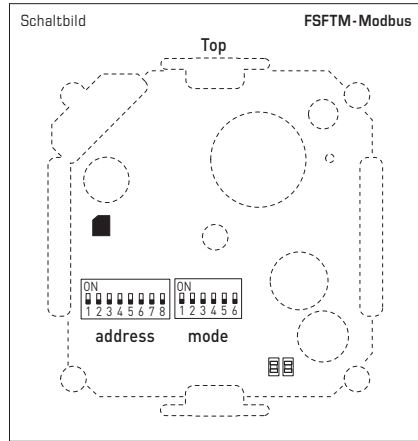 Schaltbild FSFTM-Modbus
Top
ON ON
1 2 3 4 5 6 7 8 1 2 3 4 5 6
address mode